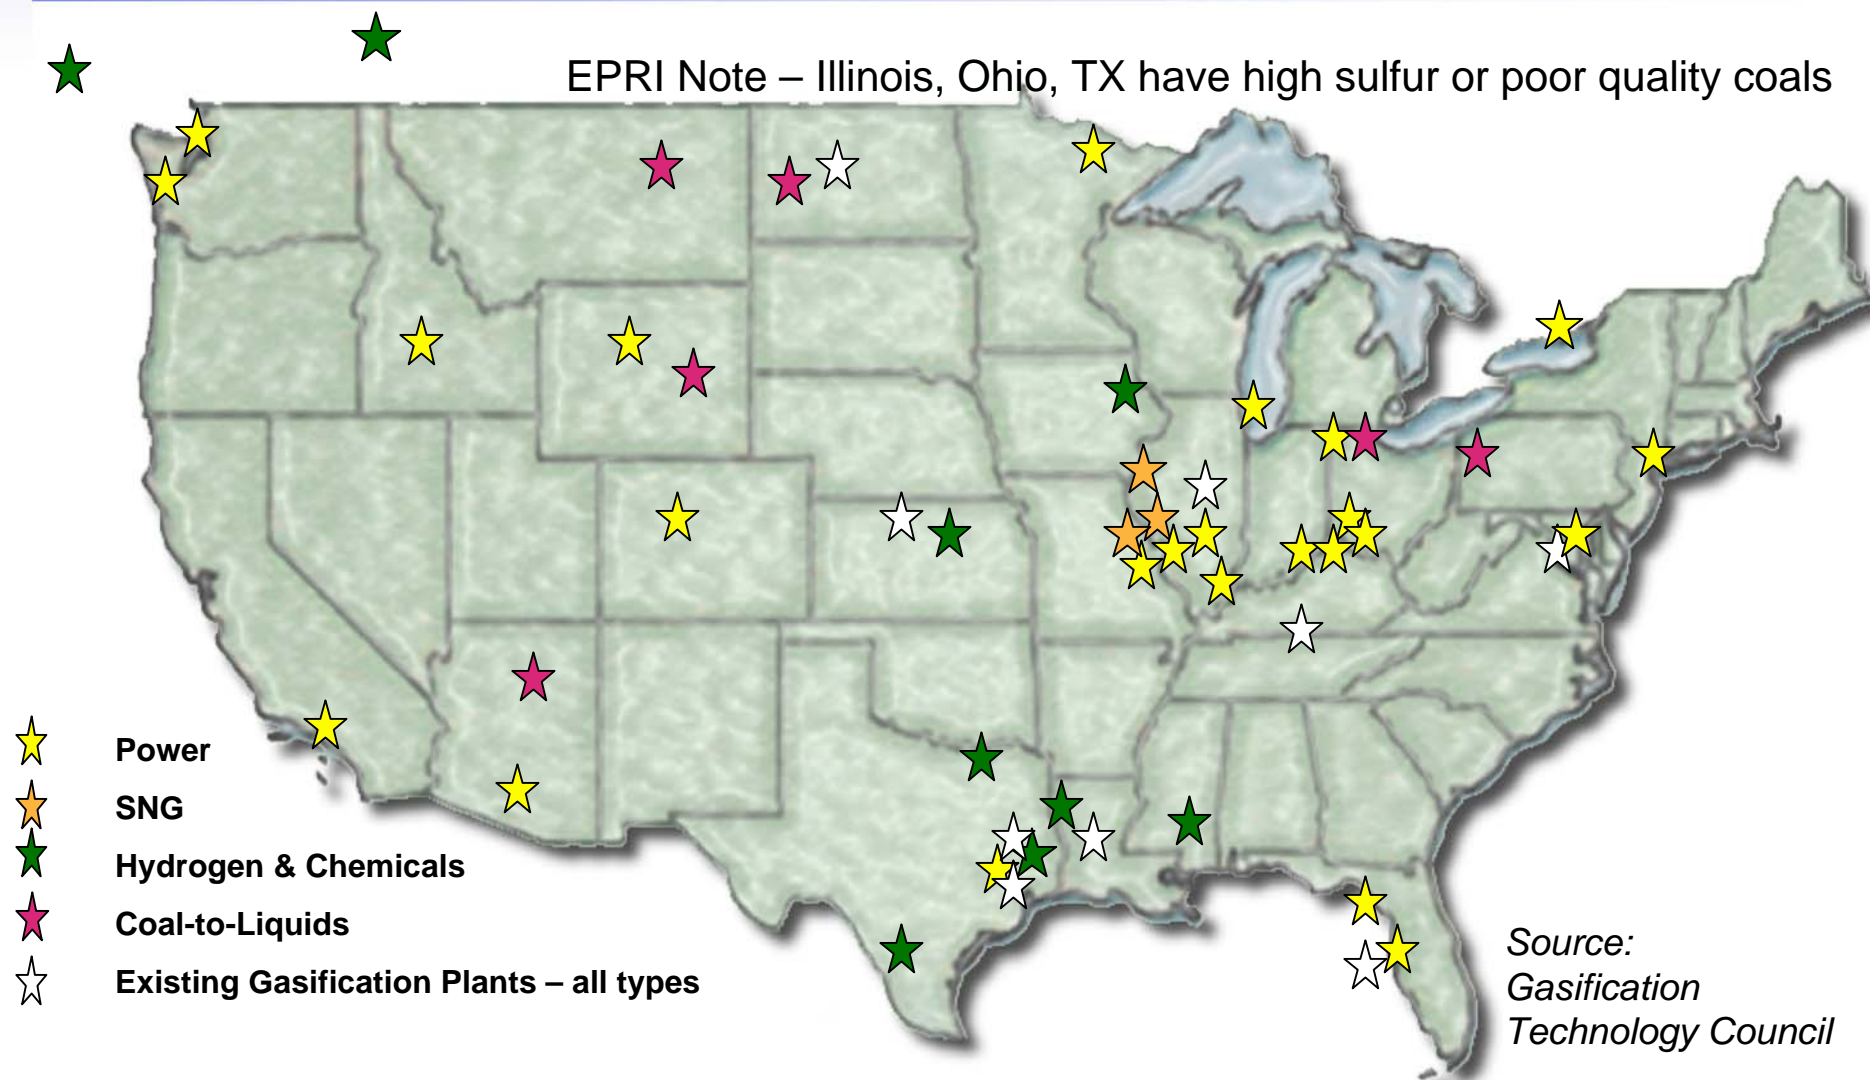 EPRI Note – Illinois, Ohio, TX have high sulfur or poor quality coals
Power
SNG
Hydrogen & Chemicals
Coal-to-Liquids
Existing Gasification Plants – all types
Source:
Gasification
Technology Council